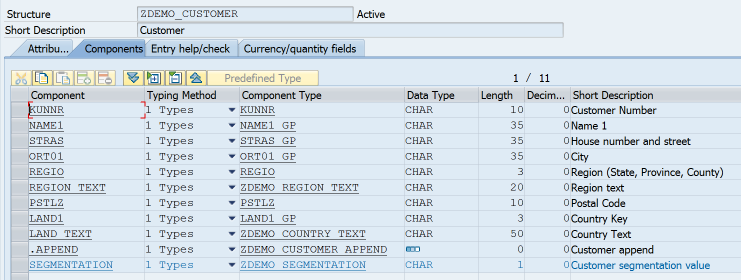 Structure ZDEMO_CUSTOMER Active
Short Description Customer
Attribu... Components Entry help/check Currency/quantity fields
Predefined Type 1 / 11
Component Typing Method Component Type Data Type Length Decim... Short Description
KUNNR 1 Types KUNNR CHAR 10 0 Customer Number
NAME1 1 Types NAME1_GP CHAR 35 0 Name 1
STRAS 1 Types STRAS_GP CHAR 35 0 House number and street
ORT01 1 Types ORT01_GP CHAR 35 0 City
REGIO 1 Types REGIO CHAR 3 0 Region (State, Province, County)
REGION_TEXT 1 Types ZDEMO_REGION_TEXT CHAR 20 0 Region text
PSTLZ 1 Types PSTLZ CHAR 10 0 Postal Code
LAND1 1 Types LAND1_GP CHAR 3 0 Country Key
LAND_TEXT 1 Types ZDEMO_COUNTRY_TEXT CHAR 50 0 Country Text
.APPEND 1 Types ZDEMO_CUSTOMER_APPEND 0 0 Customer append
SEGMENTATION 1 Types ZDEMO_SEGMENTATION CHAR 1 0 Customer segmentation value